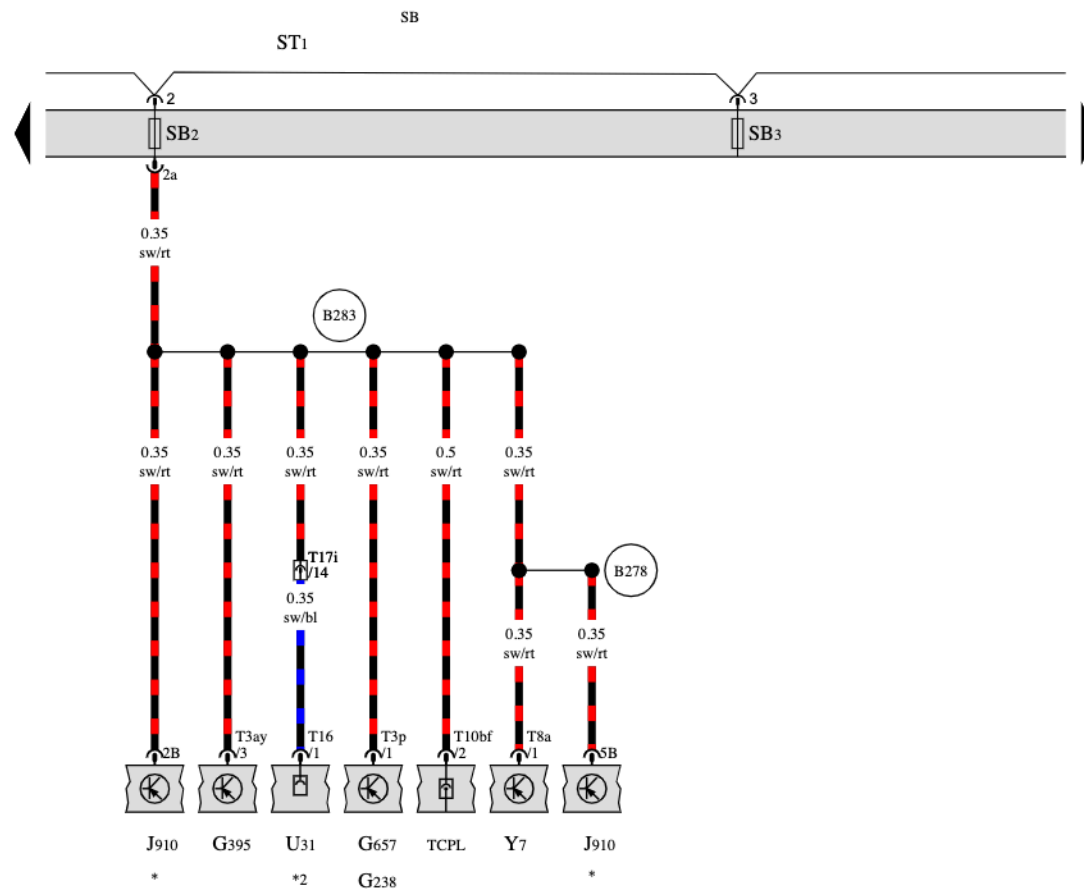 SB
ST1
2
3
SB2
SB3
2a
0.35
sw/rt
B283
0.35 0.35 0.35 0.35 0.5 0.35
sw/rt sw/rt sw/rt sw/rt sw/rt sw/rt
T17i
/14
B278
0.35
sw/bl
0.35 0.35
sw/rt sw/rt
2B T3ay T16 T3p T10bf T8a 5B
/3 /1 /1 /2 /1
J910 G395 U31 G657 TCPL Y7 J910
* *2 G238 *